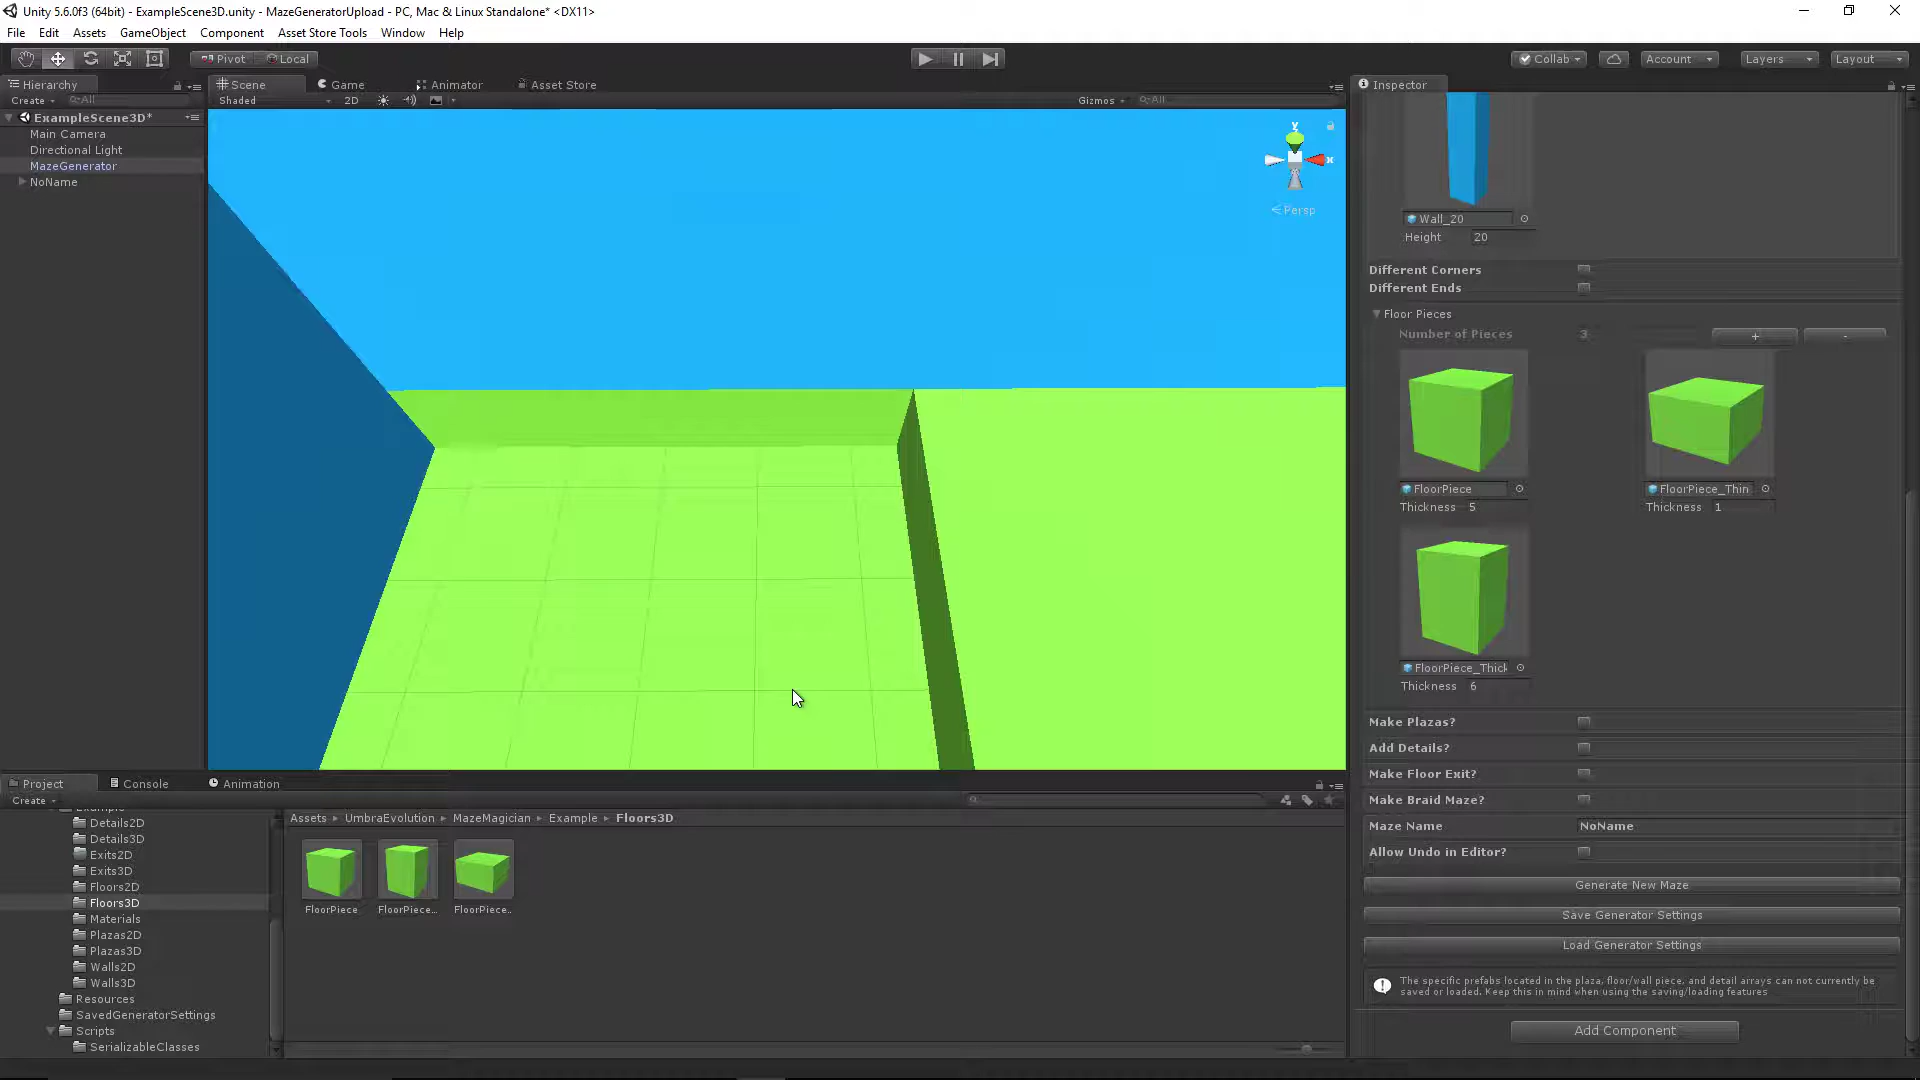 Unity 5.6.0f3 (64bit) - ExampleScene3D.unity - MazeGeneratorUpload - PC, Mac & Linux Standalone* <DX11>
File Edit Assets GameObject Component Asset Store Tools Window Help
Pivot Local Collab Account Layers Layout
Hierarchy
Create All
ExampleScene3D*
Main Camera
Directional Light
MazeGenerator
NoName
Scene Game Animator Asset Store
Shaded 2D Gizmos All
y
x
Persp
Inspector
Wall_20
Height 20
Different Corners
Different Ends
Floor Pieces
Number of Pieces 3 + -
FloorPiece FloorPiece_Thin
Thickness 5 Thickness 1
FloorPiece_Thick
Thickness 6
Make Plazas?
Add Details?
Make Floor Exit?
Make Braid Maze?
Maze Name NoName
Allow Undo in Editor?
Generate New Maze
Save Generator Settings
Load Generator Settings
The specific prefabs located in the plaza, floor/wall piece, and detail arrays can not currently be
saved or loaded. Keep this in mind when using the saving/loading features
Add Component
Project Console Animation
Create
Example
Details2D
Details3D
Exits2D
Exits3D
Floors2D
Floors3D
Materials
Plazas2D
Plazas3D
Walls2D
Walls3D
Resources
SavedGeneratorSettings
Scripts
SerializableClasses
Assets UmbraEvolution MazeMagician Example Floors3D
FloorPiece FloorPiece... FloorPiece...